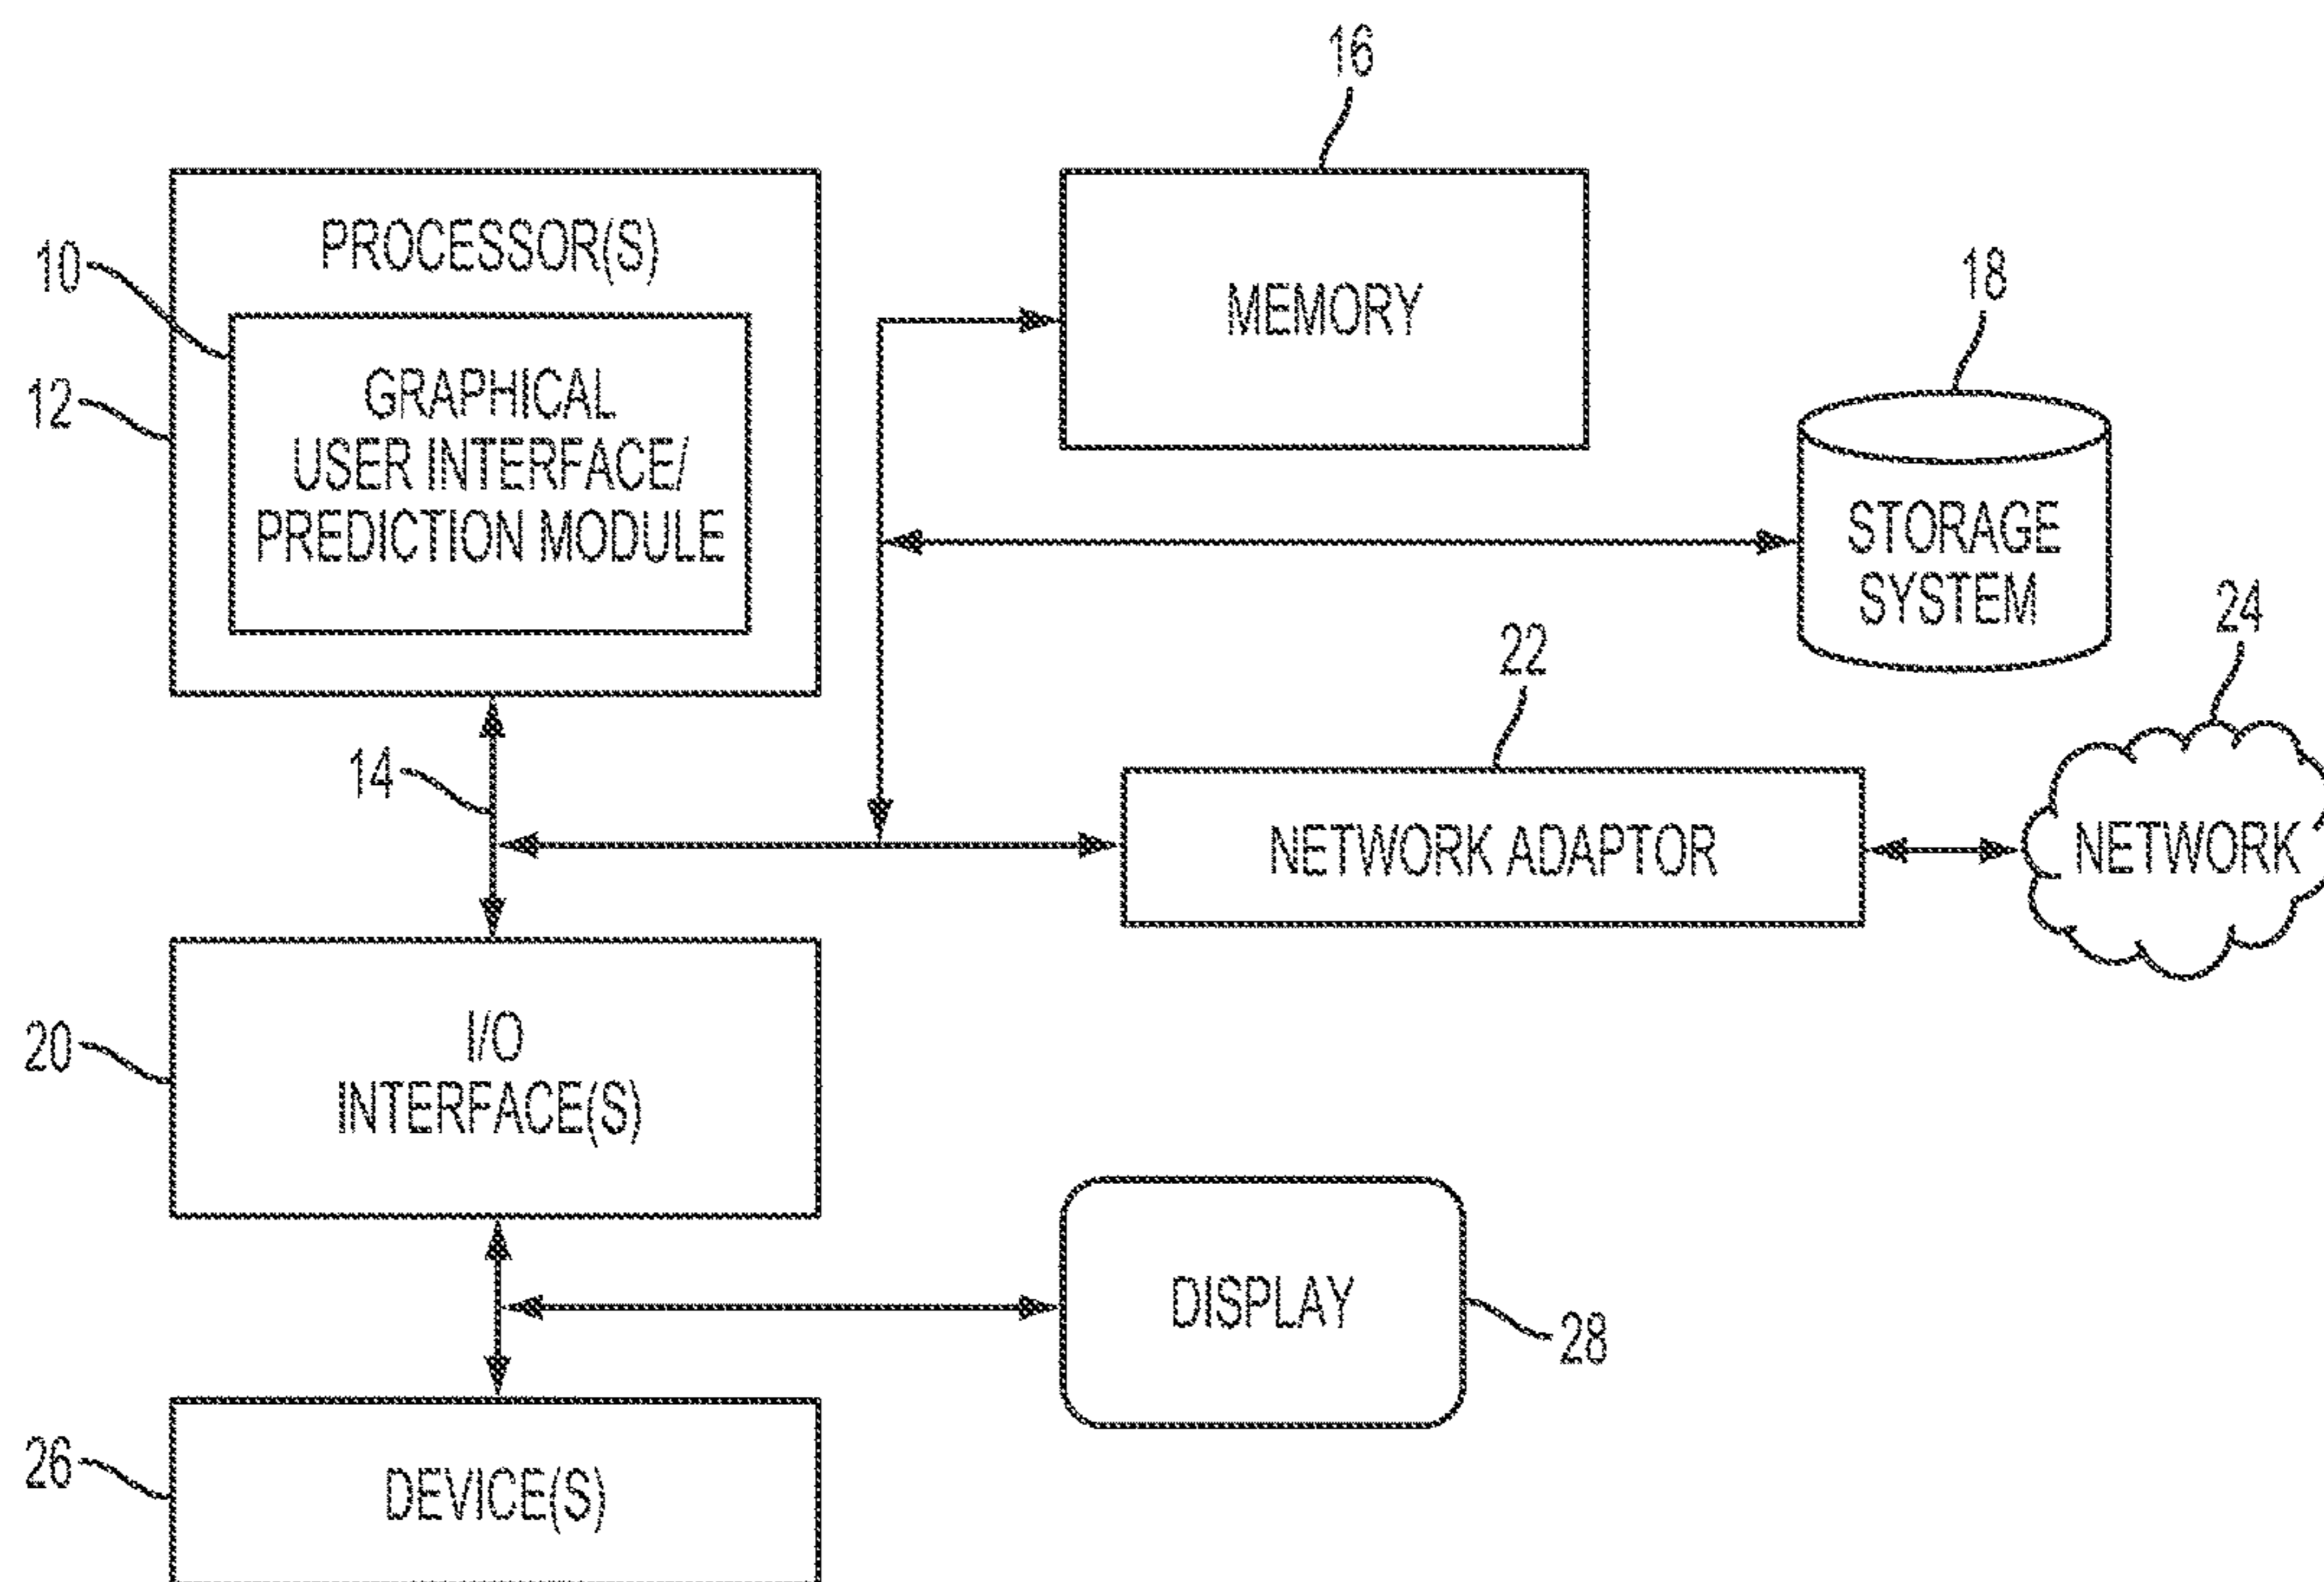 16
PROCESSOR(S)
10
18
MEMORY
12
GRAPHICAL
USER INTERFACE/
PREDICTION MODULE
STORAGE
SYSTEM
24
22
14
NETWORK ADAPTOR
NETWORK
20
I/O
INTERFACE(S)
DISPLAY
28
26
DEVICE(S)